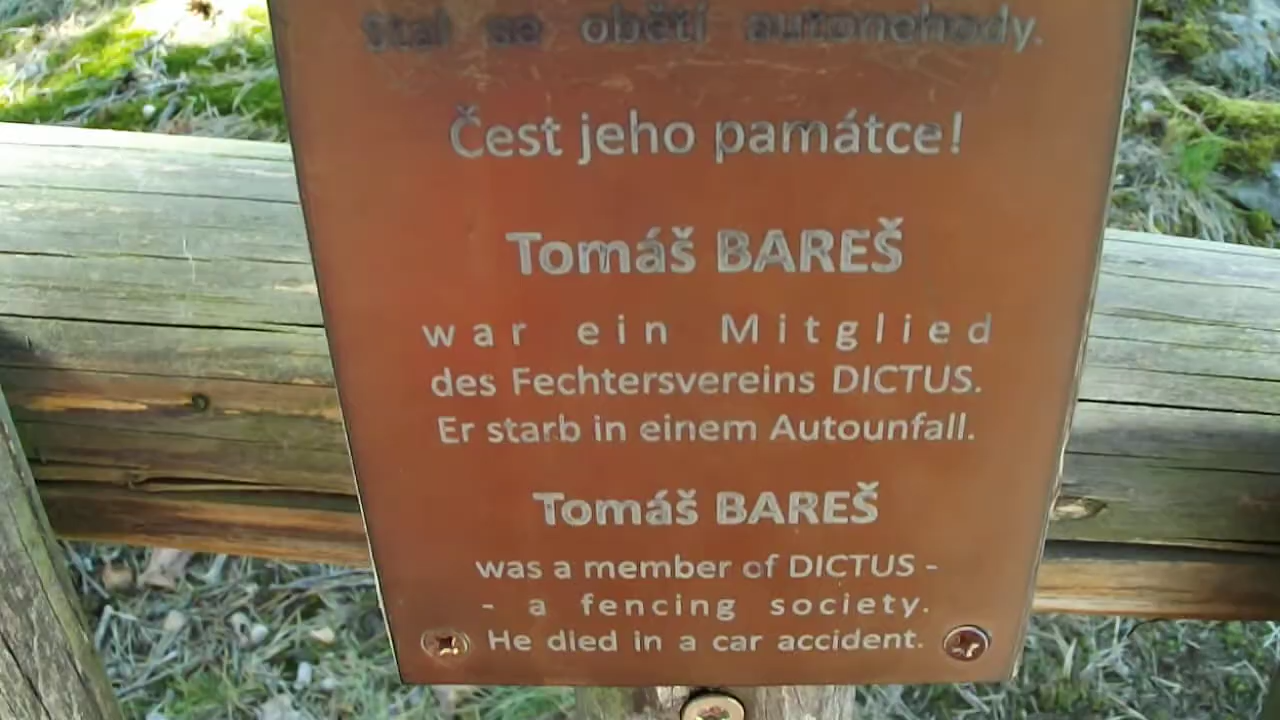 stal se obětí autonehody.
Čest jeho památce!
Tomáš BAREŠ
war ein Mitglied
des Fechtersvereins DICTUS.
Er starb in einem Autounfall.
Tomáš BAREŠ
was a member of DICTUS -
- a fencing society.
He died in a car accident.